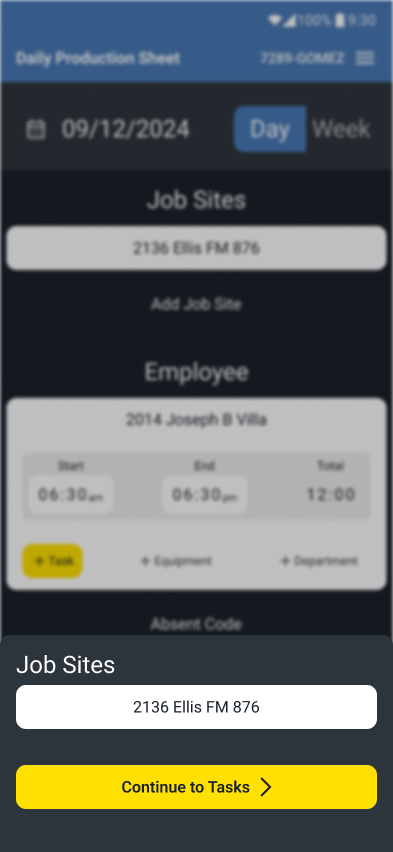 100% 9:30
Daily Production Sheet 7289-GOMEZ
09/12/2024 Day Week
Job Sites
2136 Ellis FM 876
Add Job Site
Employee
2014 Joseph B Villa
Start End Total
06:30am 06:30pm 12:00
+ Task + Equipment + Department
Absent Code
Job Sites
2136 Ellis FM 876
Continue to Tasks